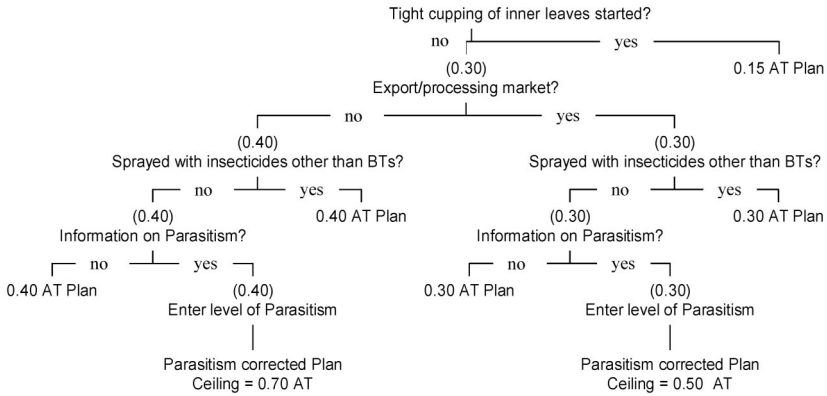 Tight cupping of inner leaves started?
no yes
(0.30) 0.15 AT Plan
Export/processing market?
no yes
(0.40) (0.30)
Sprayed with insecticides other than BTs? Sprayed with insecticides other than BTs?
no yes no yes
(0.40) 0.40 AT Plan (0.30) 0.30 AT Plan
Information on Parasitism? Information on Parasitism?
no yes no yes
0.40 AT Plan (0.40) 0.30 AT Plan (0.30)
Enter level of Parasitism Enter level of Parasitism
Parasitism corrected Plan Parasitism corrected Plan
Ceiling = 0.70 AT Ceiling = 0.50 AT